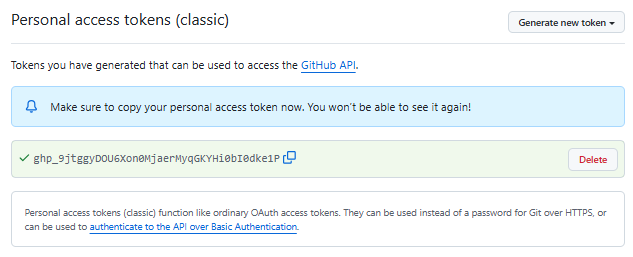 Personal access tokens (classic)
Generate new token
Tokens you have generated that can be used to access the GitHub API.
Make sure to copy your personal access token now. You won't be able to see it again!
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
Delete
Personal access tokens (classic) function like ordinary OAuth access tokens. They can be used instead of a password for Git over HTTPS, or
can be used to authenticate to the API over Basic Authentication.